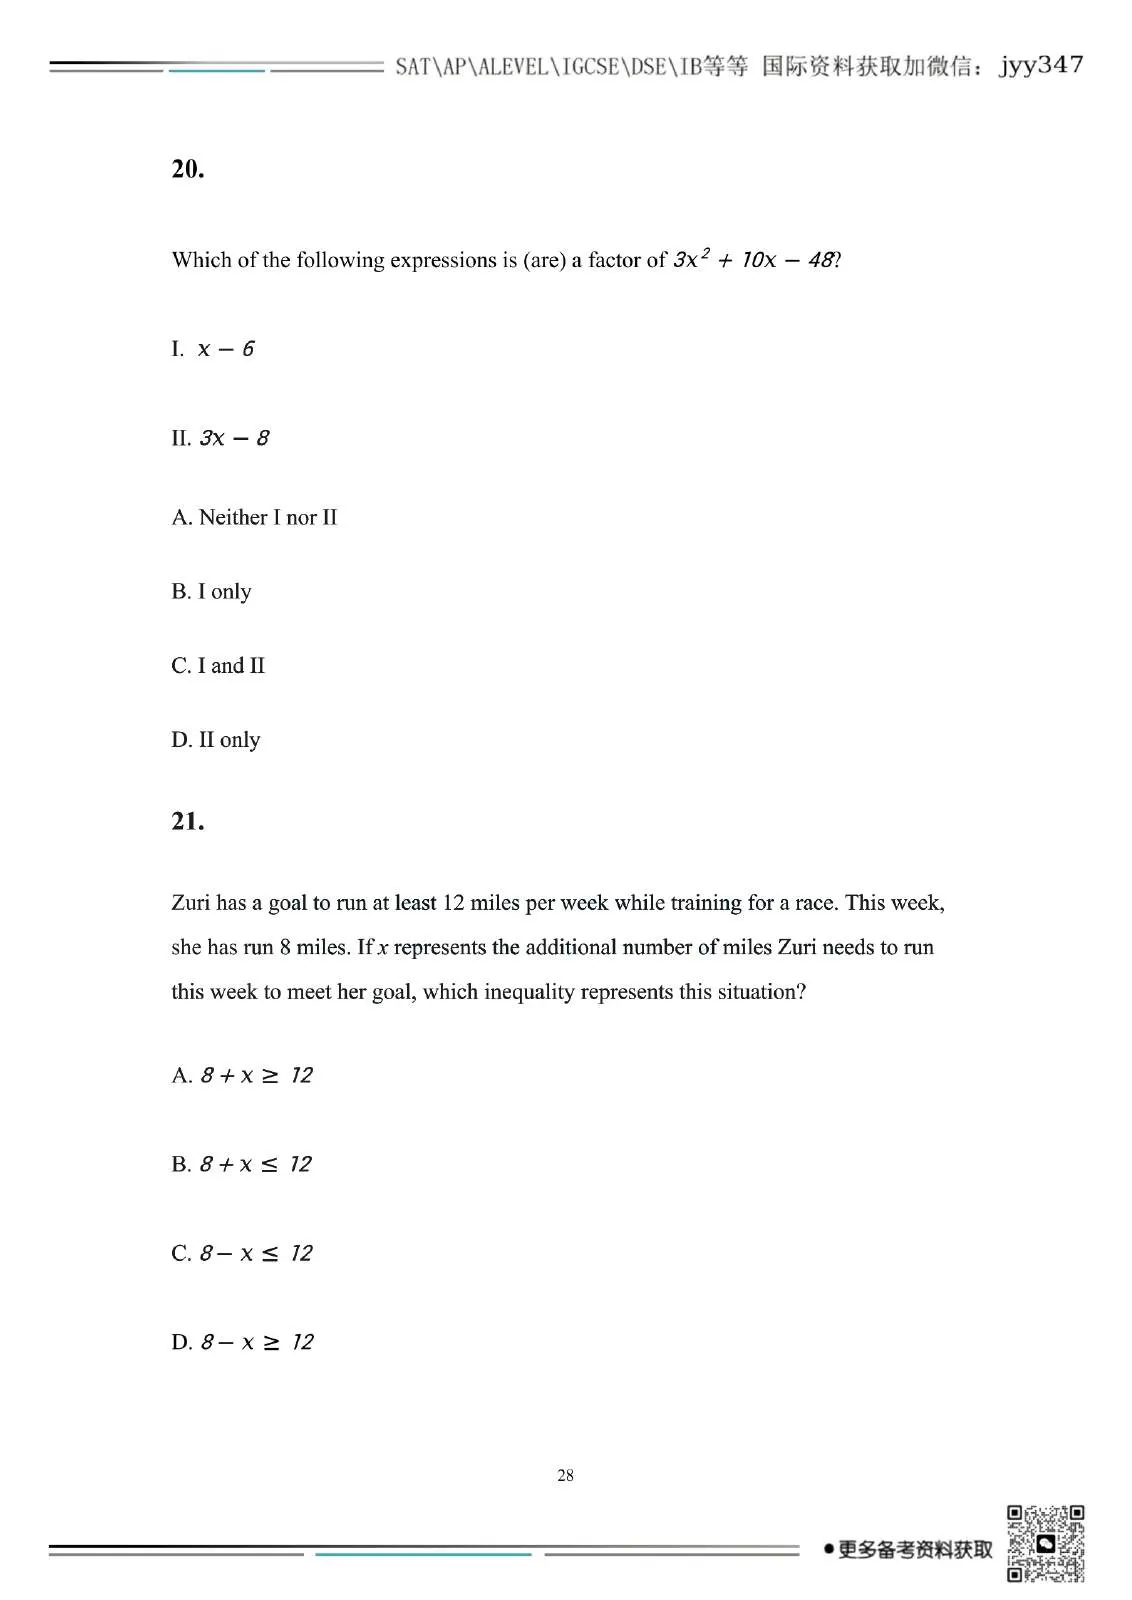 SAT\AP\ALEVEL\IGCSE\DSE\IB等等 国际资料获取加微信：jyy347
20.
Which of the following expressions is (are) a factor of 3x² + 10x − 48?
I. x − 6
II. 3x − 8
A. Neither I nor II
B. I only
C. I and II
D. II only
21.
Zuri has a goal to run at least 12 miles per week while training for a race. This week,
she has run 8 miles. If x represents the additional number of miles Zuri needs to run
this week to meet her goal, which inequality represents this situation?
A. 8 + x ≥ 12
B. 8 + x ≤ 12
C. 8 − x ≤ 12
D. 8 − x ≥ 12
28
●更多备考资料获取